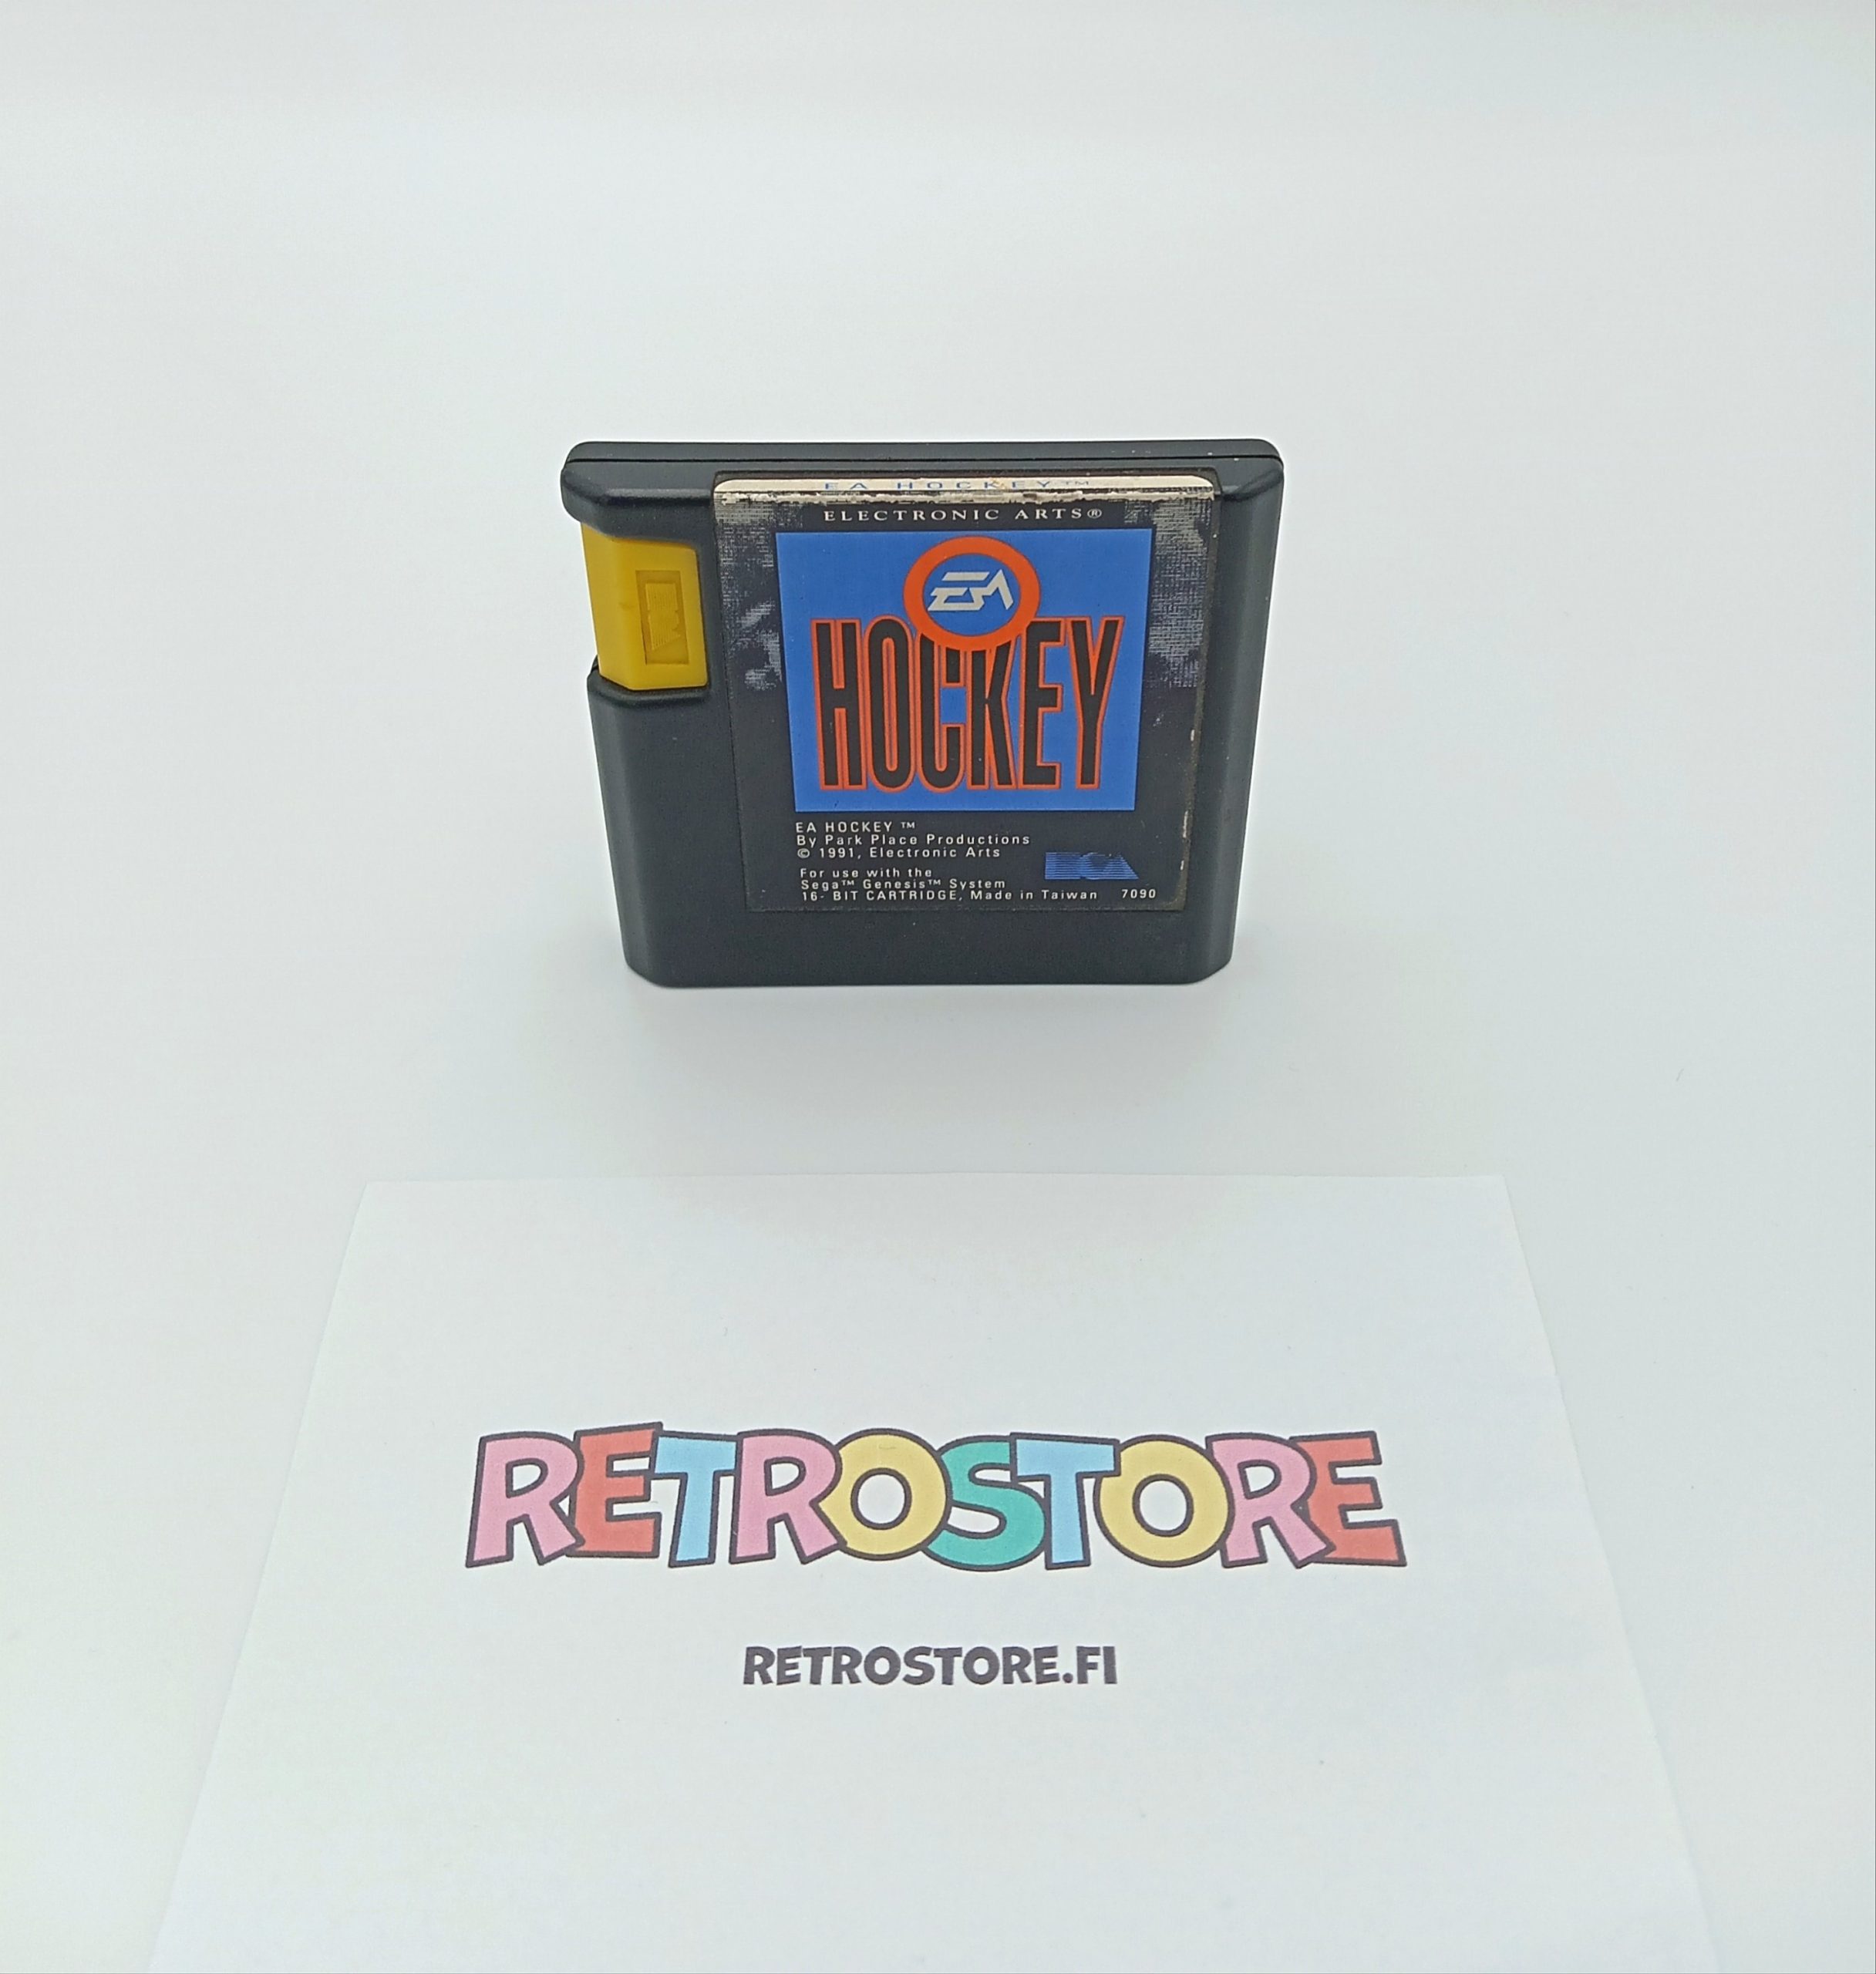 EA HOCKEY™
ELECTRONIC ARTS®
EA
HOCKEY
EA HOCKEY ™
By Park Place Productions
© 1991, Electronic Arts
For use with the
Sega™ Genesis™ System
16- BIT CARTRIDGE, Made in Taiwan 7090
RETROSTORE
RETROSTORE.FI